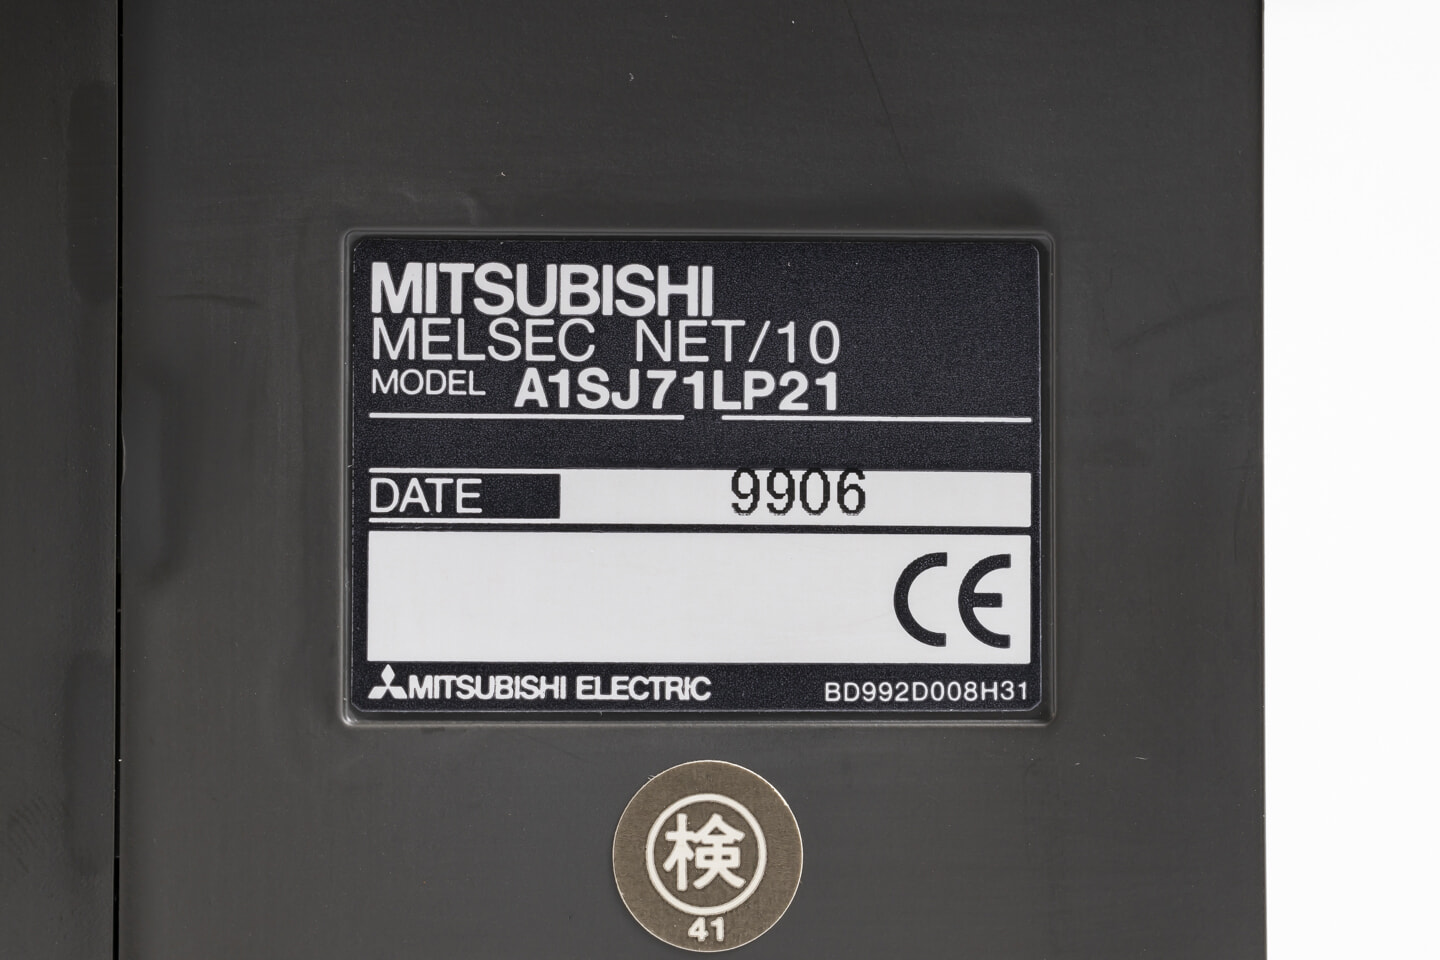 MITSUBISHI
MELSEC NET/10
MODEL A1SJ71LP21
DATE 9906
CE
MITSUBISHI ELECTRIC BD992D008H31
検
41